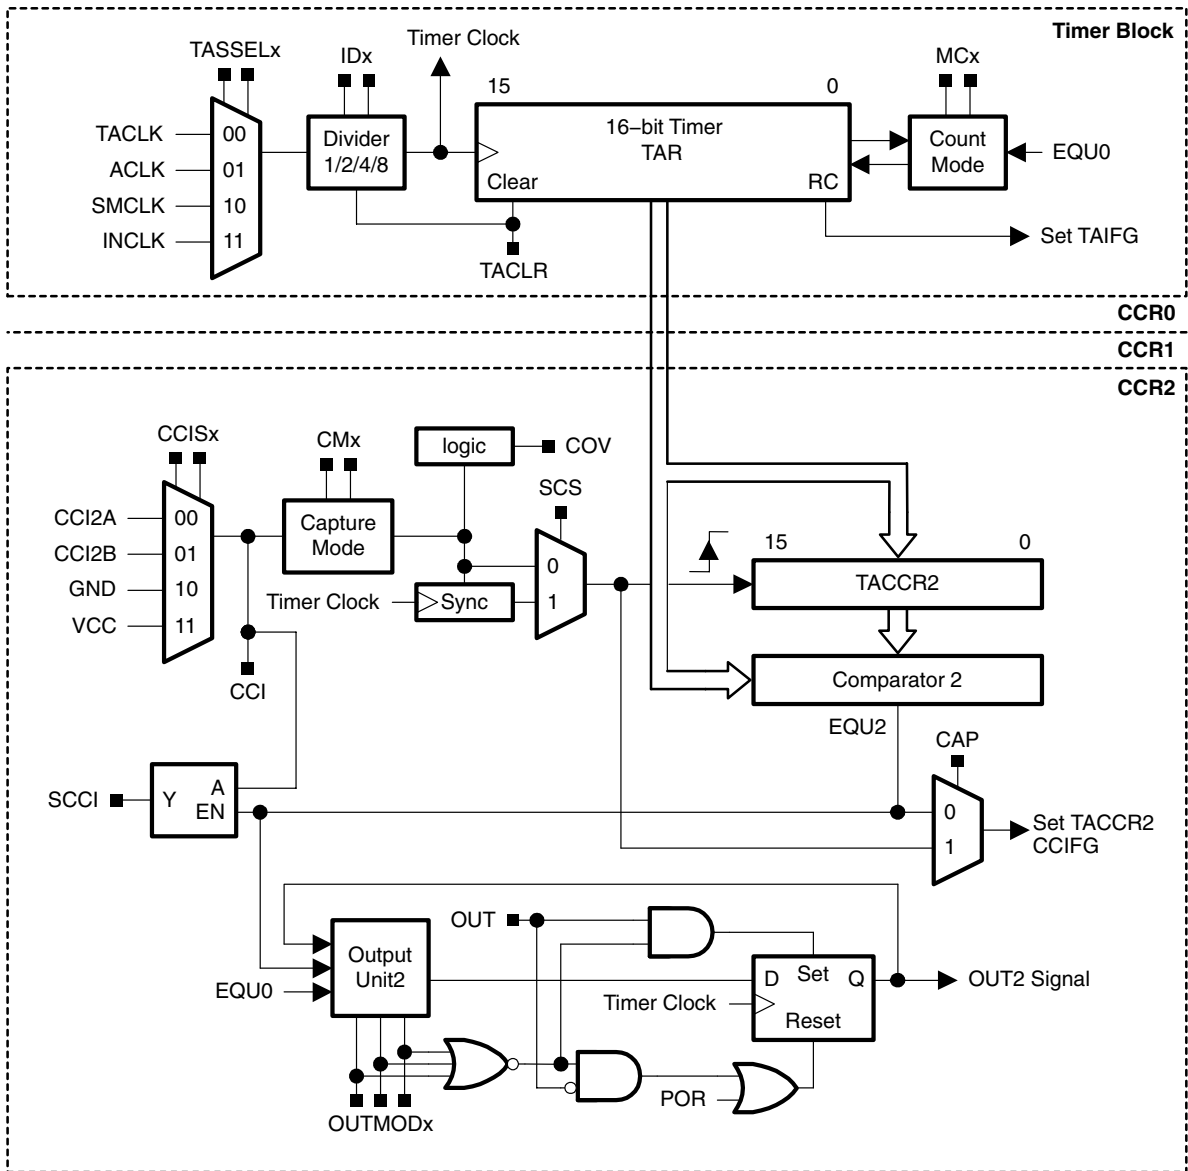 Timer Block
Timer Clock
TASSELx
IDx
15
0
MCx
TACLK
00
ACLK
01
SMCLK
10
INCLK
11
Divider
1/2/4/8
16−bit Timer
TAR
Clear
RC
Count
Mode
EQU0
Set TAIFG
TACLR
CCR0
CCR1
CCR2
CCISx
CMx
logic
COV
SCS
CCI2A
00
CCI2B
01
GND
10
VCC
11
Capture
Mode
0
1
Timer Clock
Sync
15
0
TACCR2
CCI
Comparator 2
EQU2
CAP
SCCI
Y
A
EN
0
1
Set TACCR2
CCIFG
OUT
Output
Unit2
EQU0
D
Set
Q
Timer Clock
Reset
OUT2 Signal
POR
OUTMODx